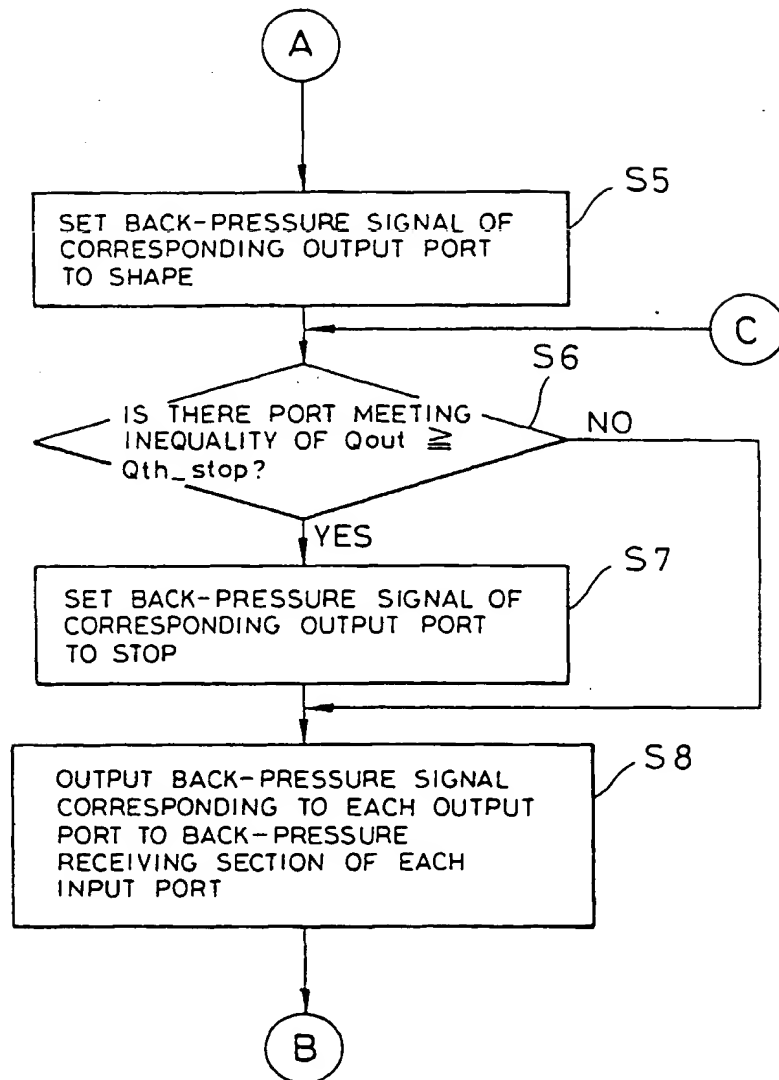 A
S5
SET BACK-PRESSURE SIGNAL OF
CORRESPONDING OUTPUT PORT
TO SHAPE
C
S6
IS THERE PORT MEETING
INEQUALITY OF Qout ≧
Qth_stop?
NO
YES
S7
SET BACK-PRESSURE SIGNAL OF
CORRESPONDING OUTPUT PORT
TO STOP
S8
OUTPUT BACK-PRESSURE SIGNAL
CORRESPONDING TO EACH OUTPUT
PORT TO BACK-PRESSURE
RECEIVING SECTION OF EACH
INPUT PORT
B